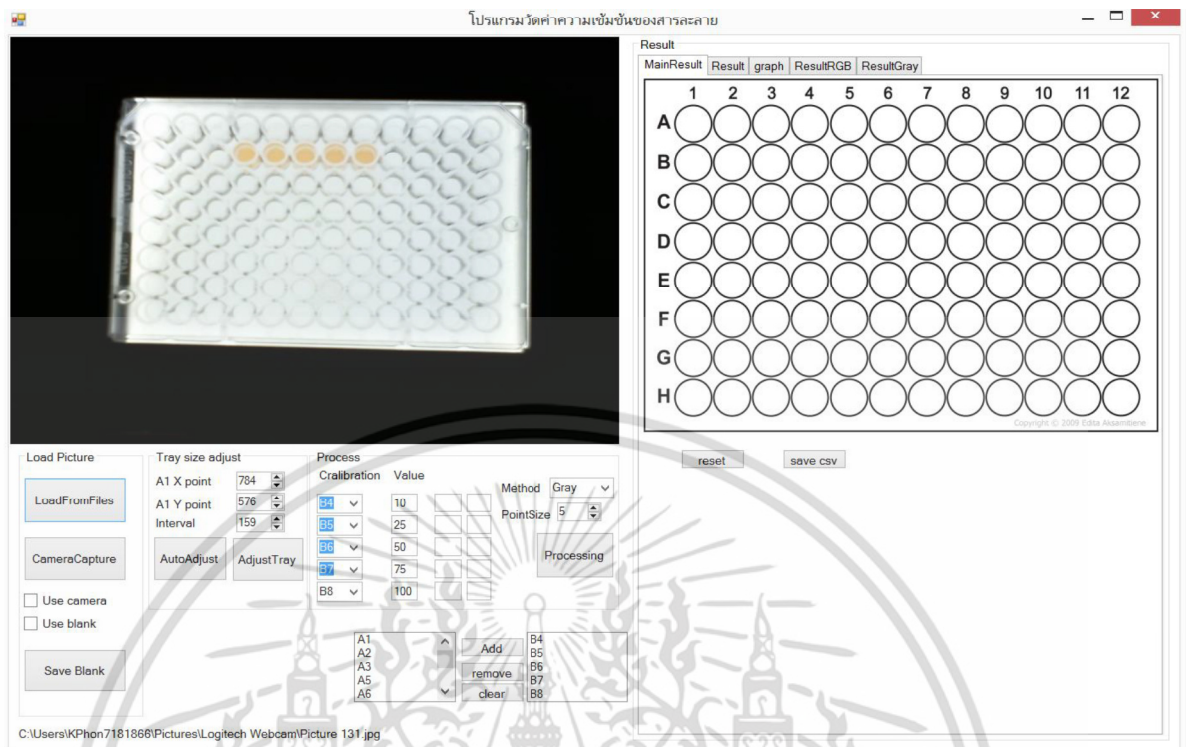 โปรแกรมวัดค่าความเข้มข้นของสารละลาย
Result
MainResult Result graph ResultRGB ResultGray
1 2 3 4 5 6 7 8 9 10 11 12
A
B
C
D
E
F
G
H
Copyright © 2009 Edita Aksamitiene
reset save csv
Load Picture
LoadFromFiles
CameraCapture
Use camera
Use blank
Save Blank
Tray size adjust
A1 X point 784
A1 Y point 576
Interval 159
AutoAdjust AdjustTray
Process
Cralibration Value
B4 10
B5 25
B6 50
B7 75
B8 100
Method Gray
PointSize 5
Processing
A1
A2
A3
A5
A6
Add
remove
clear
B4
B5
B6
B7
B8
C:\Users\KPhon7181866\Pictures\Logitech Webcam\Picture 131.jpg